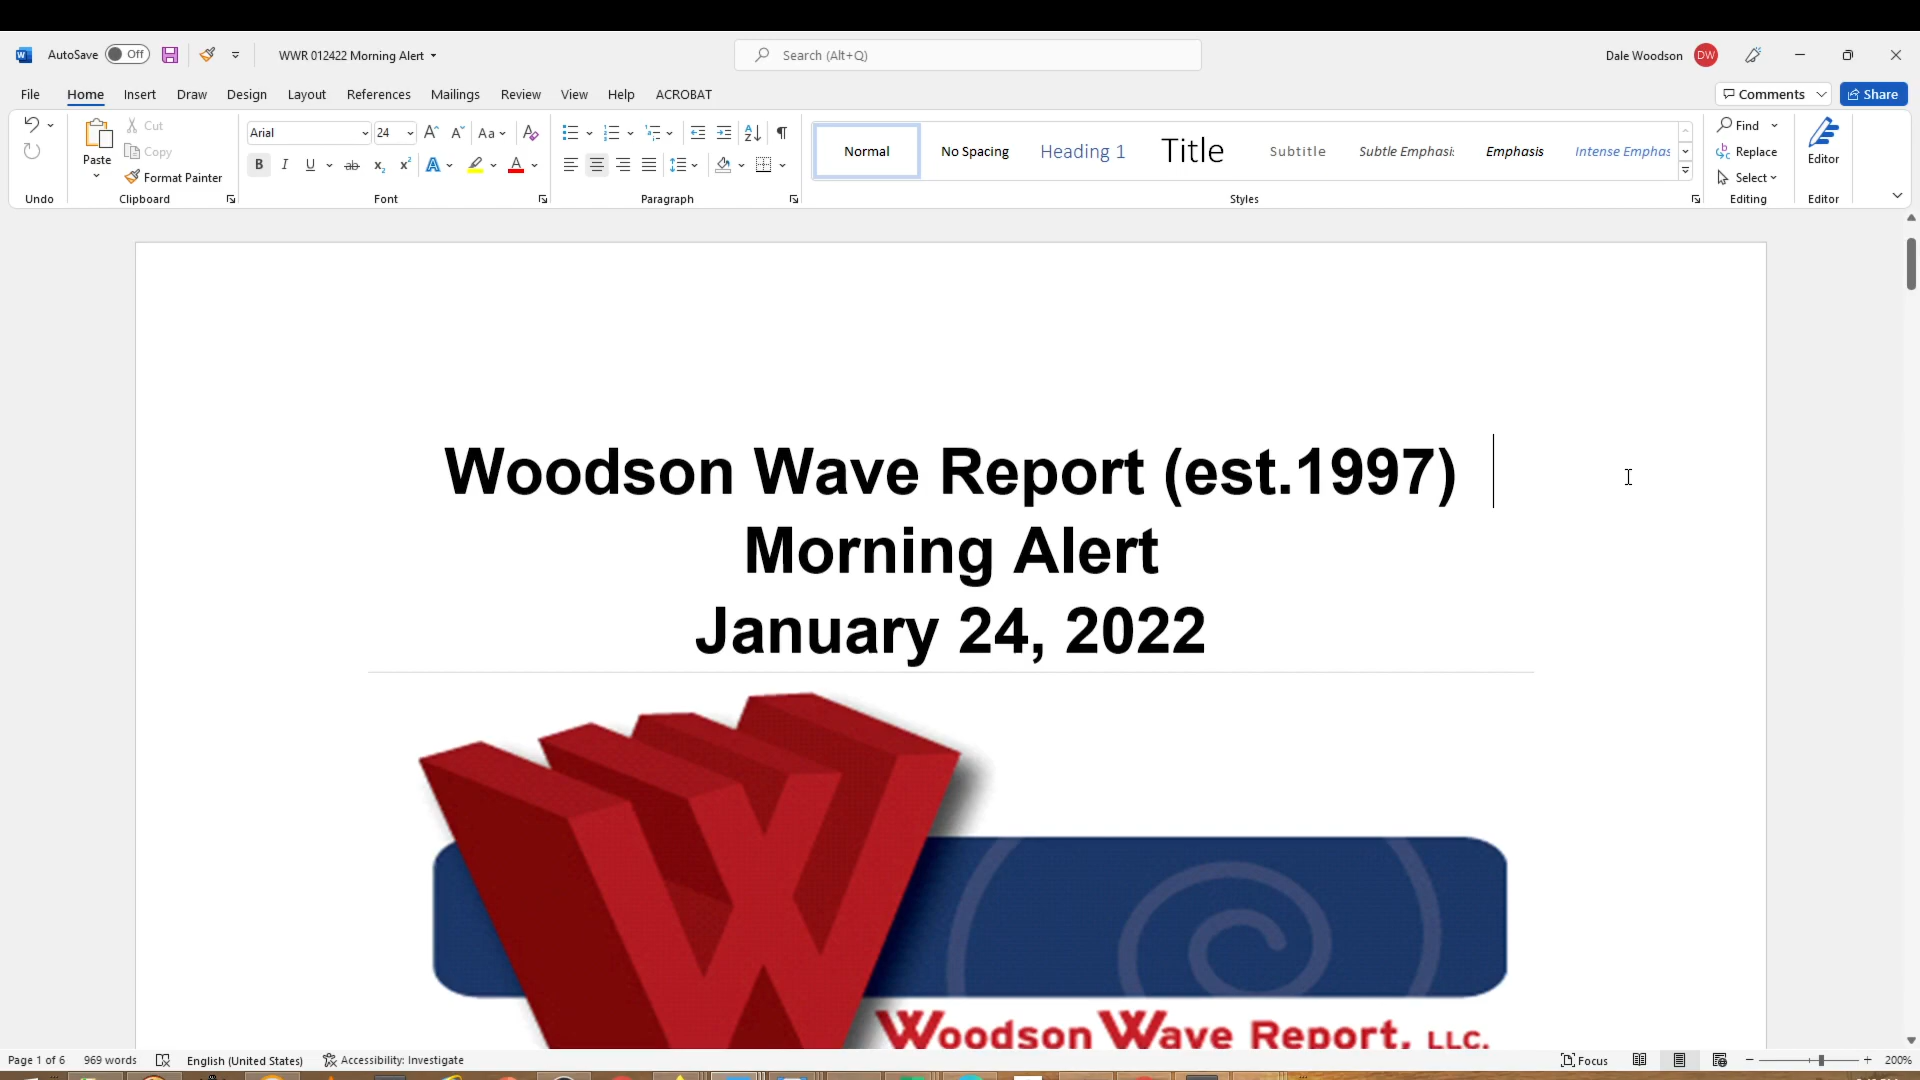 AutoSave Off WWR 012422 Morning Alert Search (Alt+Q) Dale Woodson DW
File Home Insert Draw Design Layout References Mailings Review View Help ACROBAT Comments Share
Paste Cut Copy Format Painter
Arial 24 Aa
B I U ab x₂ x² A A
Normal No Spacing Heading 1 Title Subtitle Subtle Emphasi Emphasis Intense Emphas
Find Replace Select Editor
Undo Clipboard Font Paragraph Styles Editing Editor
Woodson Wave Report (est.1997)
Morning Alert
January 24, 2022
Woodson Wave Report, LLC.
Page 1 of 6 969 words English (United States) Accessibility: Investigate Focus 200%